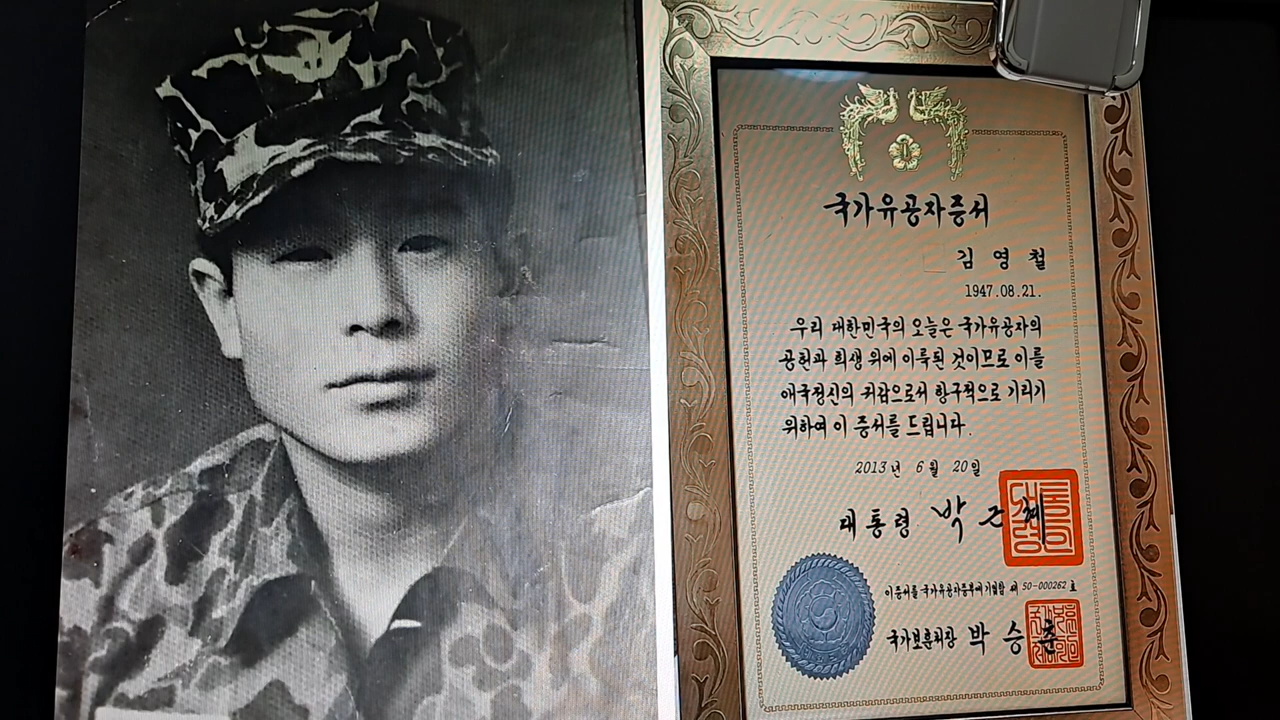 국가유공자증서
김 영 철
1947.08.21.
우리 대한민국의 오늘은 국가유공자의
공헌과 희생 위에 이룩된 것이므로 이를
애국정신의 귀감으로서 항구적으로 기리기
위하여 이 증서를 드립니다.
2013년 6월 20일
대통령 박근혜
이 증서를 국가유공자증부에 기입함 제 50-000262 호
국가보훈처장 박승춘